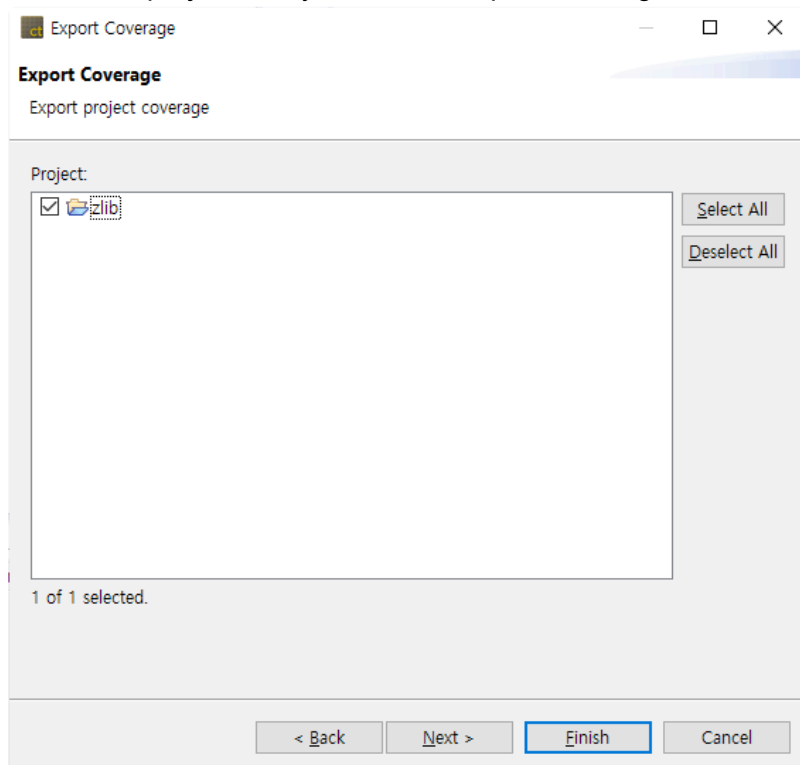 ct Export Coverage
Export Coverage
Export project coverage
Project:
zlib
Select All
Deselect All
1 of 1 selected.
< Back
Next >
Finish
Cancel